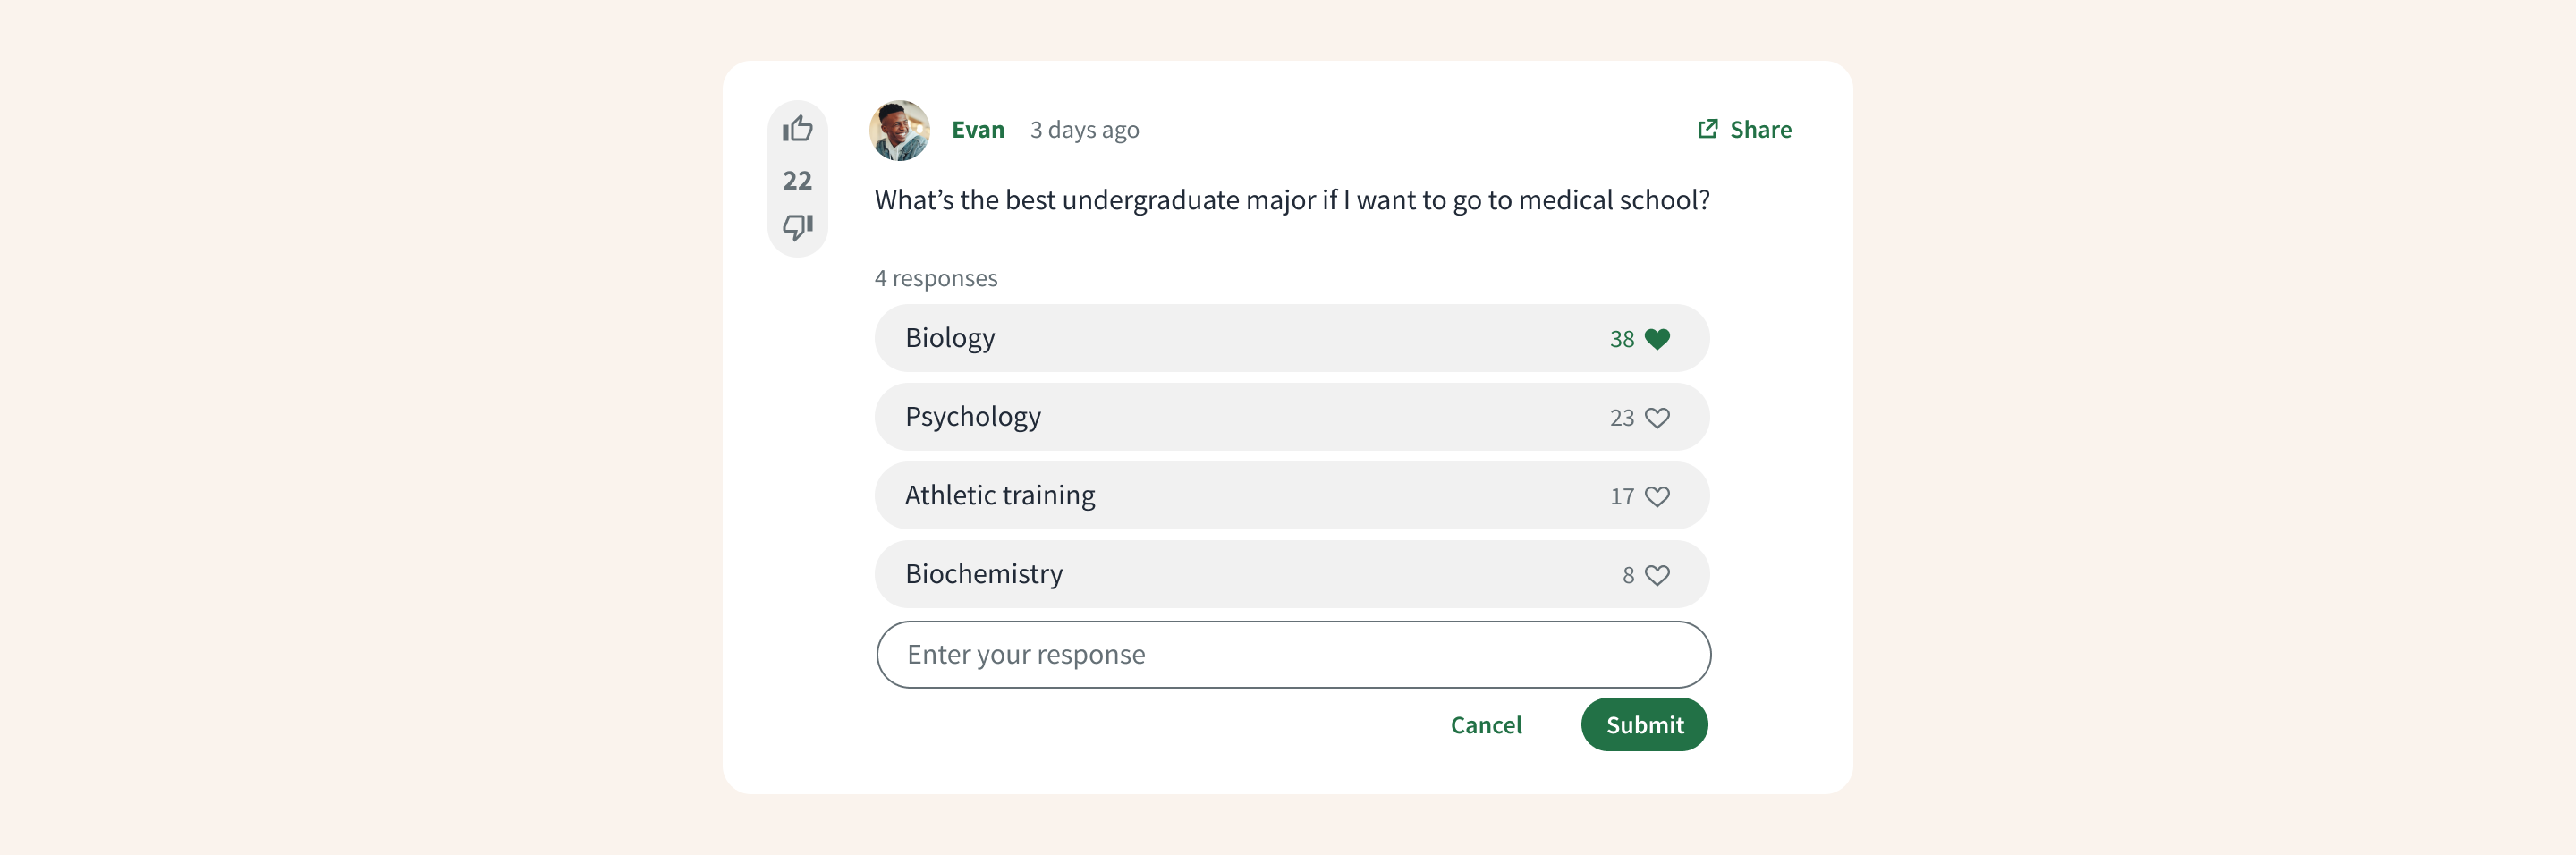 Evan 3 days ago Share
22
What’s the best undergraduate major if I want to go to medical school?
4 responses
Biology 38
Psychology 23
Athletic training 17
Biochemistry 8
Enter your response
Cancel Submit